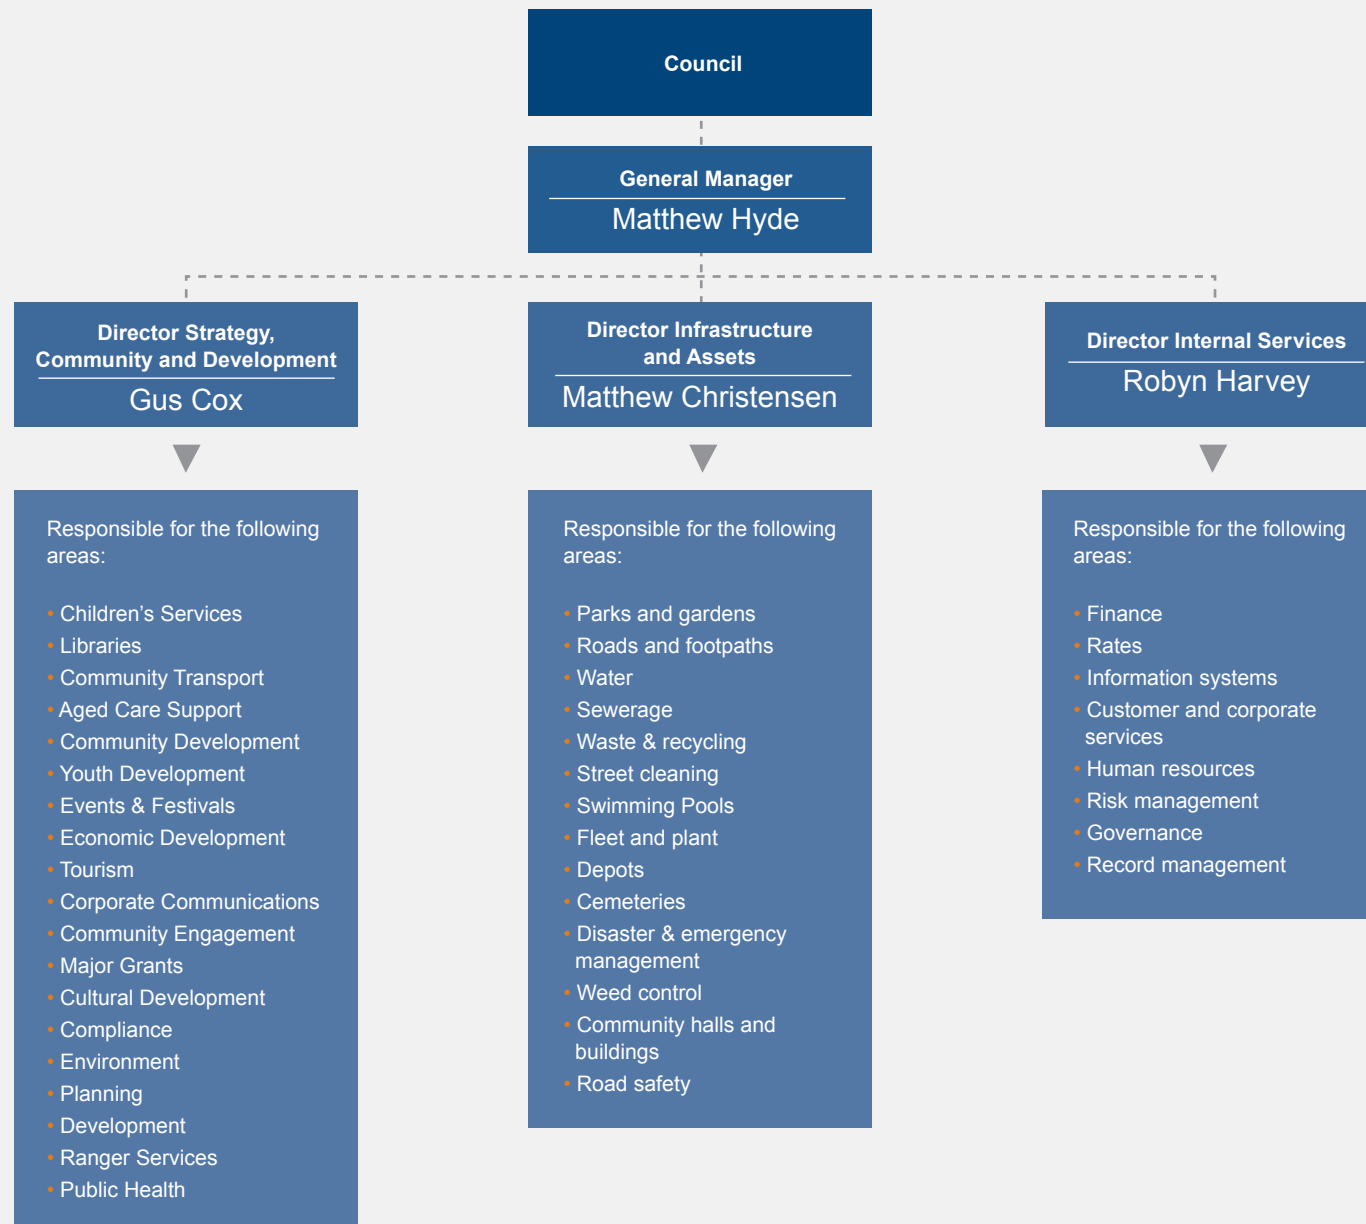 Council
General Manager
Matthew Hyde
Director Strategy,
Community and Development
Gus Cox
Director Infrastructure
and Assets
Matthew Christensen
Director Internal Services
Robyn Harvey
Responsible for the following
areas:
• Children’s Services
• Libraries
• Community Transport
• Aged Care Support
• Community Development
• Youth Development
• Events & Festivals
• Economic Development
• Tourism
• Corporate Communications
• Community Engagement
• Major Grants
• Cultural Development
• Compliance
• Environment
• Planning
• Development
• Ranger Services
• Public Health
Responsible for the following
areas:
• Parks and gardens
• Roads and footpaths
• Water
• Sewerage
• Waste & recycling
• Street cleaning
• Swimming Pools
• Fleet and plant
• Depots
• Cemeteries
• Disaster & emergency
management
• Weed control
• Community halls and
buildings
• Road safety
Responsible for the following
areas:
• Finance
• Rates
• Information systems
• Customer and corporate
services
• Human resources
• Risk management
• Governance
• Record management